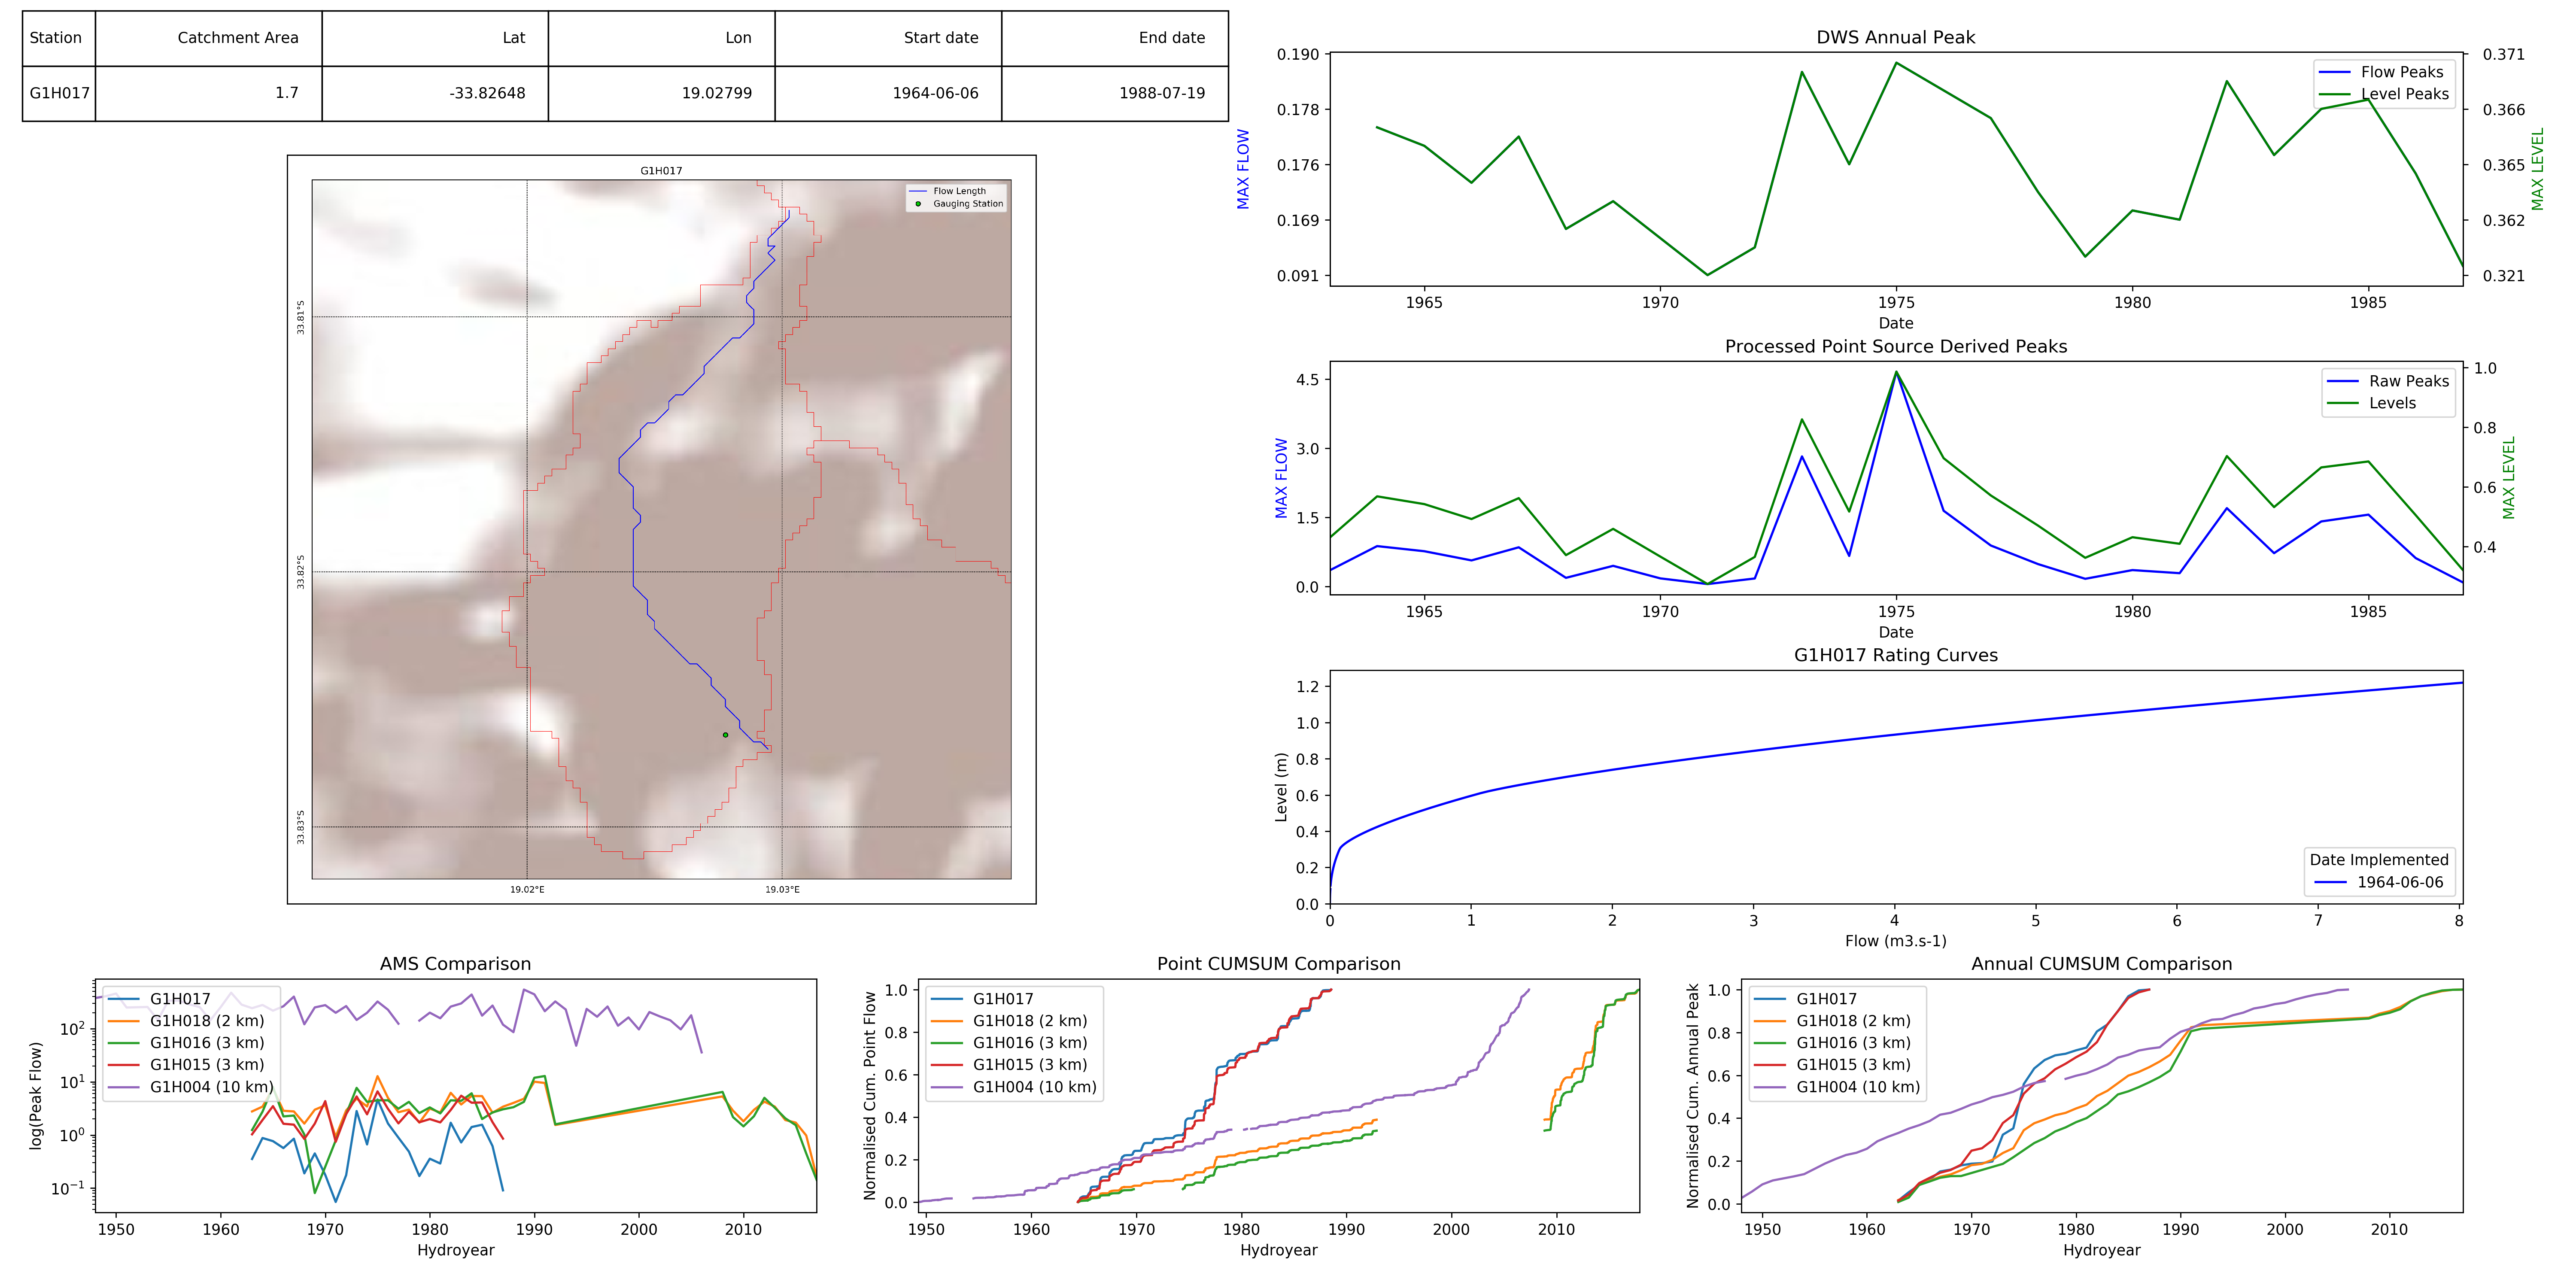 Station Catchment Area Lat Lon Start date End date
G1H017 1.7 -33.82648 19.02799 1964-06-06 1988-07-19
G1H017
Flow Length
Gauging Station
33.81°S
33.82°S
33.83°S
19.02°E 19.03°E
DWS Annual Peak
MAX FLOW
0.190
0.178
0.176
0.169
0.091
Flow Peaks
Level Peaks
0.371
0.366
0.365
0.362
0.321
MAX LEVEL
1965 1970 1975 1980 1985
Date
Processed Point Source Derived Peaks
MAX FLOW
4.5
3.0
1.5
0.0
Raw Peaks
Levels
1.0
0.8
0.6
0.4
MAX LEVEL
1965 1970 1975 1980 1985
Date
G1H017 Rating Curves
Level (m)
1.2
1.0
0.8
0.6
0.4
0.2
0.0
Date Implemented
1964-06-06
0 1 2 3 4 5 6 7 8
Flow (m3.s-1)
AMS Comparison
log(Peak Flow)
10²
10¹
10⁰
10⁻¹
G1H017
G1H018 (2 km)
G1H016 (3 km)
G1H015 (3 km)
G1H004 (10 km)
1950 1960 1970 1980 1990 2000 2010
Hydroyear
Point CUMSUM Comparison
Normalised Cum. Point Flow
1.0
0.8
0.6
0.4
0.2
0.0
G1H017
G1H018 (2 km)
G1H016 (3 km)
G1H015 (3 km)
G1H004 (10 km)
1950 1960 1970 1980 1990 2000 2010
Hydroyear
Annual CUMSUM Comparison
Normalised Cum. Annual Peak
1.0
0.8
0.6
0.4
0.2
0.0
G1H017
G1H018 (2 km)
G1H016 (3 km)
G1H015 (3 km)
G1H004 (10 km)
1950 1960 1970 1980 1990 2000 2010
Hydroyear